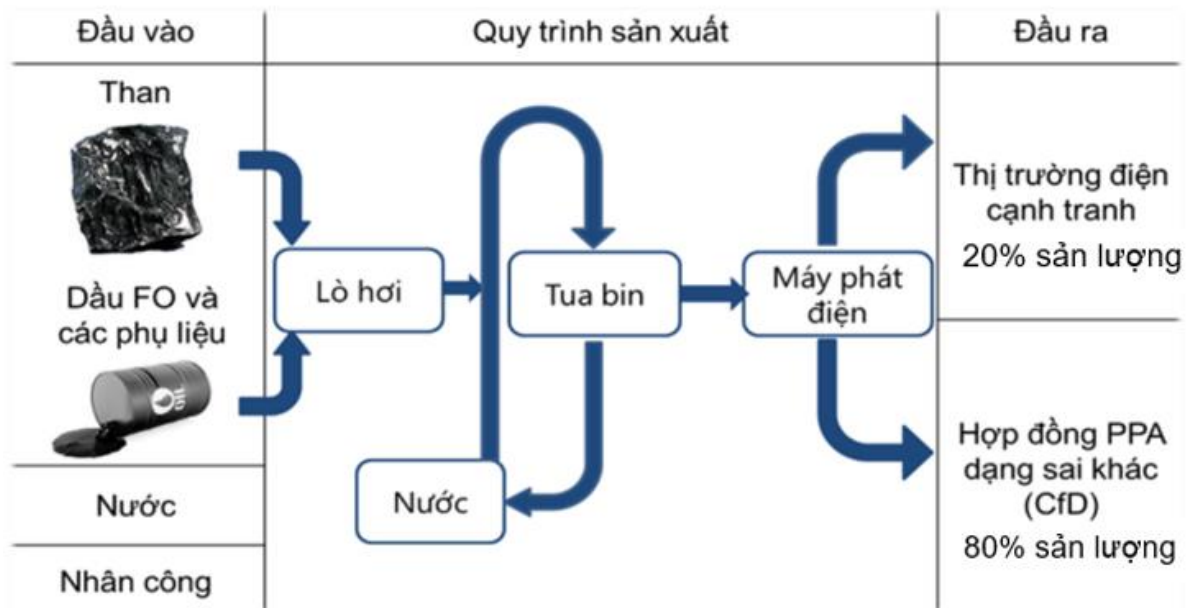 Đầu vào
Quy trình sản xuất
Đầu ra
Than
Dầu FO và
các phụ liệu
OIL
Nước
Nhân công
Lò hơi
Tua bin
Máy phát
điện
Nước
Thị trường điện
cạnh tranh
20% sản lượng
Hợp đồng PPA
dạng sai khác
(CfD)
80% sản lượng